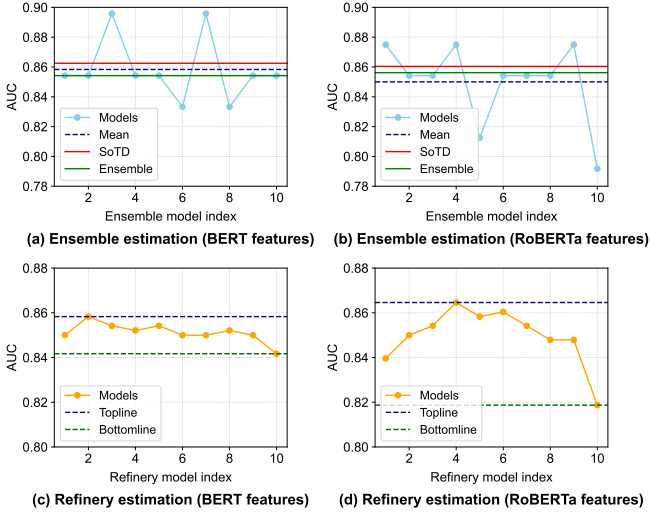 0.90
0.88
0.86
0.84
0.82
0.80
0.78
AUC
Models
Mean
SoTD
Ensemble
2 4 6 8 10
Ensemble model index
(a) Ensemble estimation (BERT features)
0.90
0.88
0.86
0.84
0.82
0.80
0.78
AUC
Models
Mean
SoTD
Ensemble
2 4 6 8 10
Ensemble model index
(b) Ensemble estimation (RoBERTa features)
0.88
0.86
0.84
0.82
0.80
AUC
Models
Topline
Bottomline
2 4 6 8 10
Refinery model index
(c) Refinery estimation (BERT features)
0.88
0.86
0.84
0.82
0.80
AUC
Models
Topline
Bottomline
2 4 6 8 10
Refinery model index
(d) Refinery estimation (RoBERTa features)